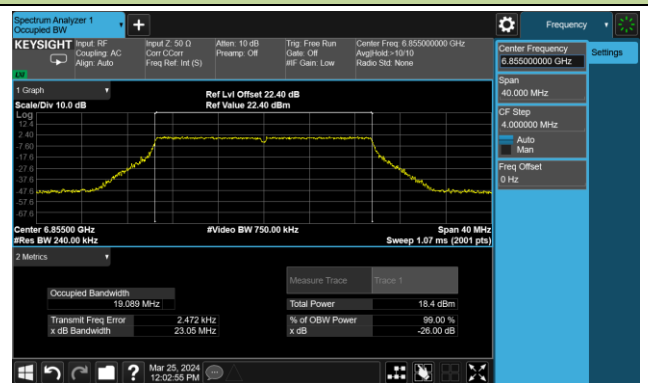 Spectrum Analyzer 1
Occupied BW
Frequency
KEYSIGHT
Input: RF
Coupling: AC
Align: Auto
Input Z: 50 Ω
Corr CCorr
Freq Ref: Int (S)
Atten: 10 dB
Preamp: Off
Trig: Free Run
Gate: Off
#IF Gain: Low
Center Freq: 6.855000000 GHz
Avg|Hold:>10/10
Radio Std: None
LW
Center Frequency
6.855000000 GHz
Settings
Span
40.000 MHz
CF Step
4.000000 MHz
Auto
Man
Freq Offset
0 Hz
1 Graph
Scale/Div 10.0 dB
Ref Lvl Offset 22.40 dB
Ref Value 22.40 dBm
Log
12.4
2.40
-7.60
-17.6
-27.6
-37.6
-47.6
-57.6
-67.6
Center 6.85500 GHz
#Res BW 240.00 kHz
#Video BW 750.00 kHz
Span 40 MHz
Sweep 1.07 ms (2001 pts)
2 Metrics
Measure Trace Trace 1
Occupied Bandwidth
19.089 MHz
Total Power 18.4 dBm
Transmit Freq Error 2.472 kHz
% of OBW Power 99.00 %
x dB Bandwidth 23.05 MHz
x dB -26.00 dB
Mar 25, 2024
12:02:55 PM